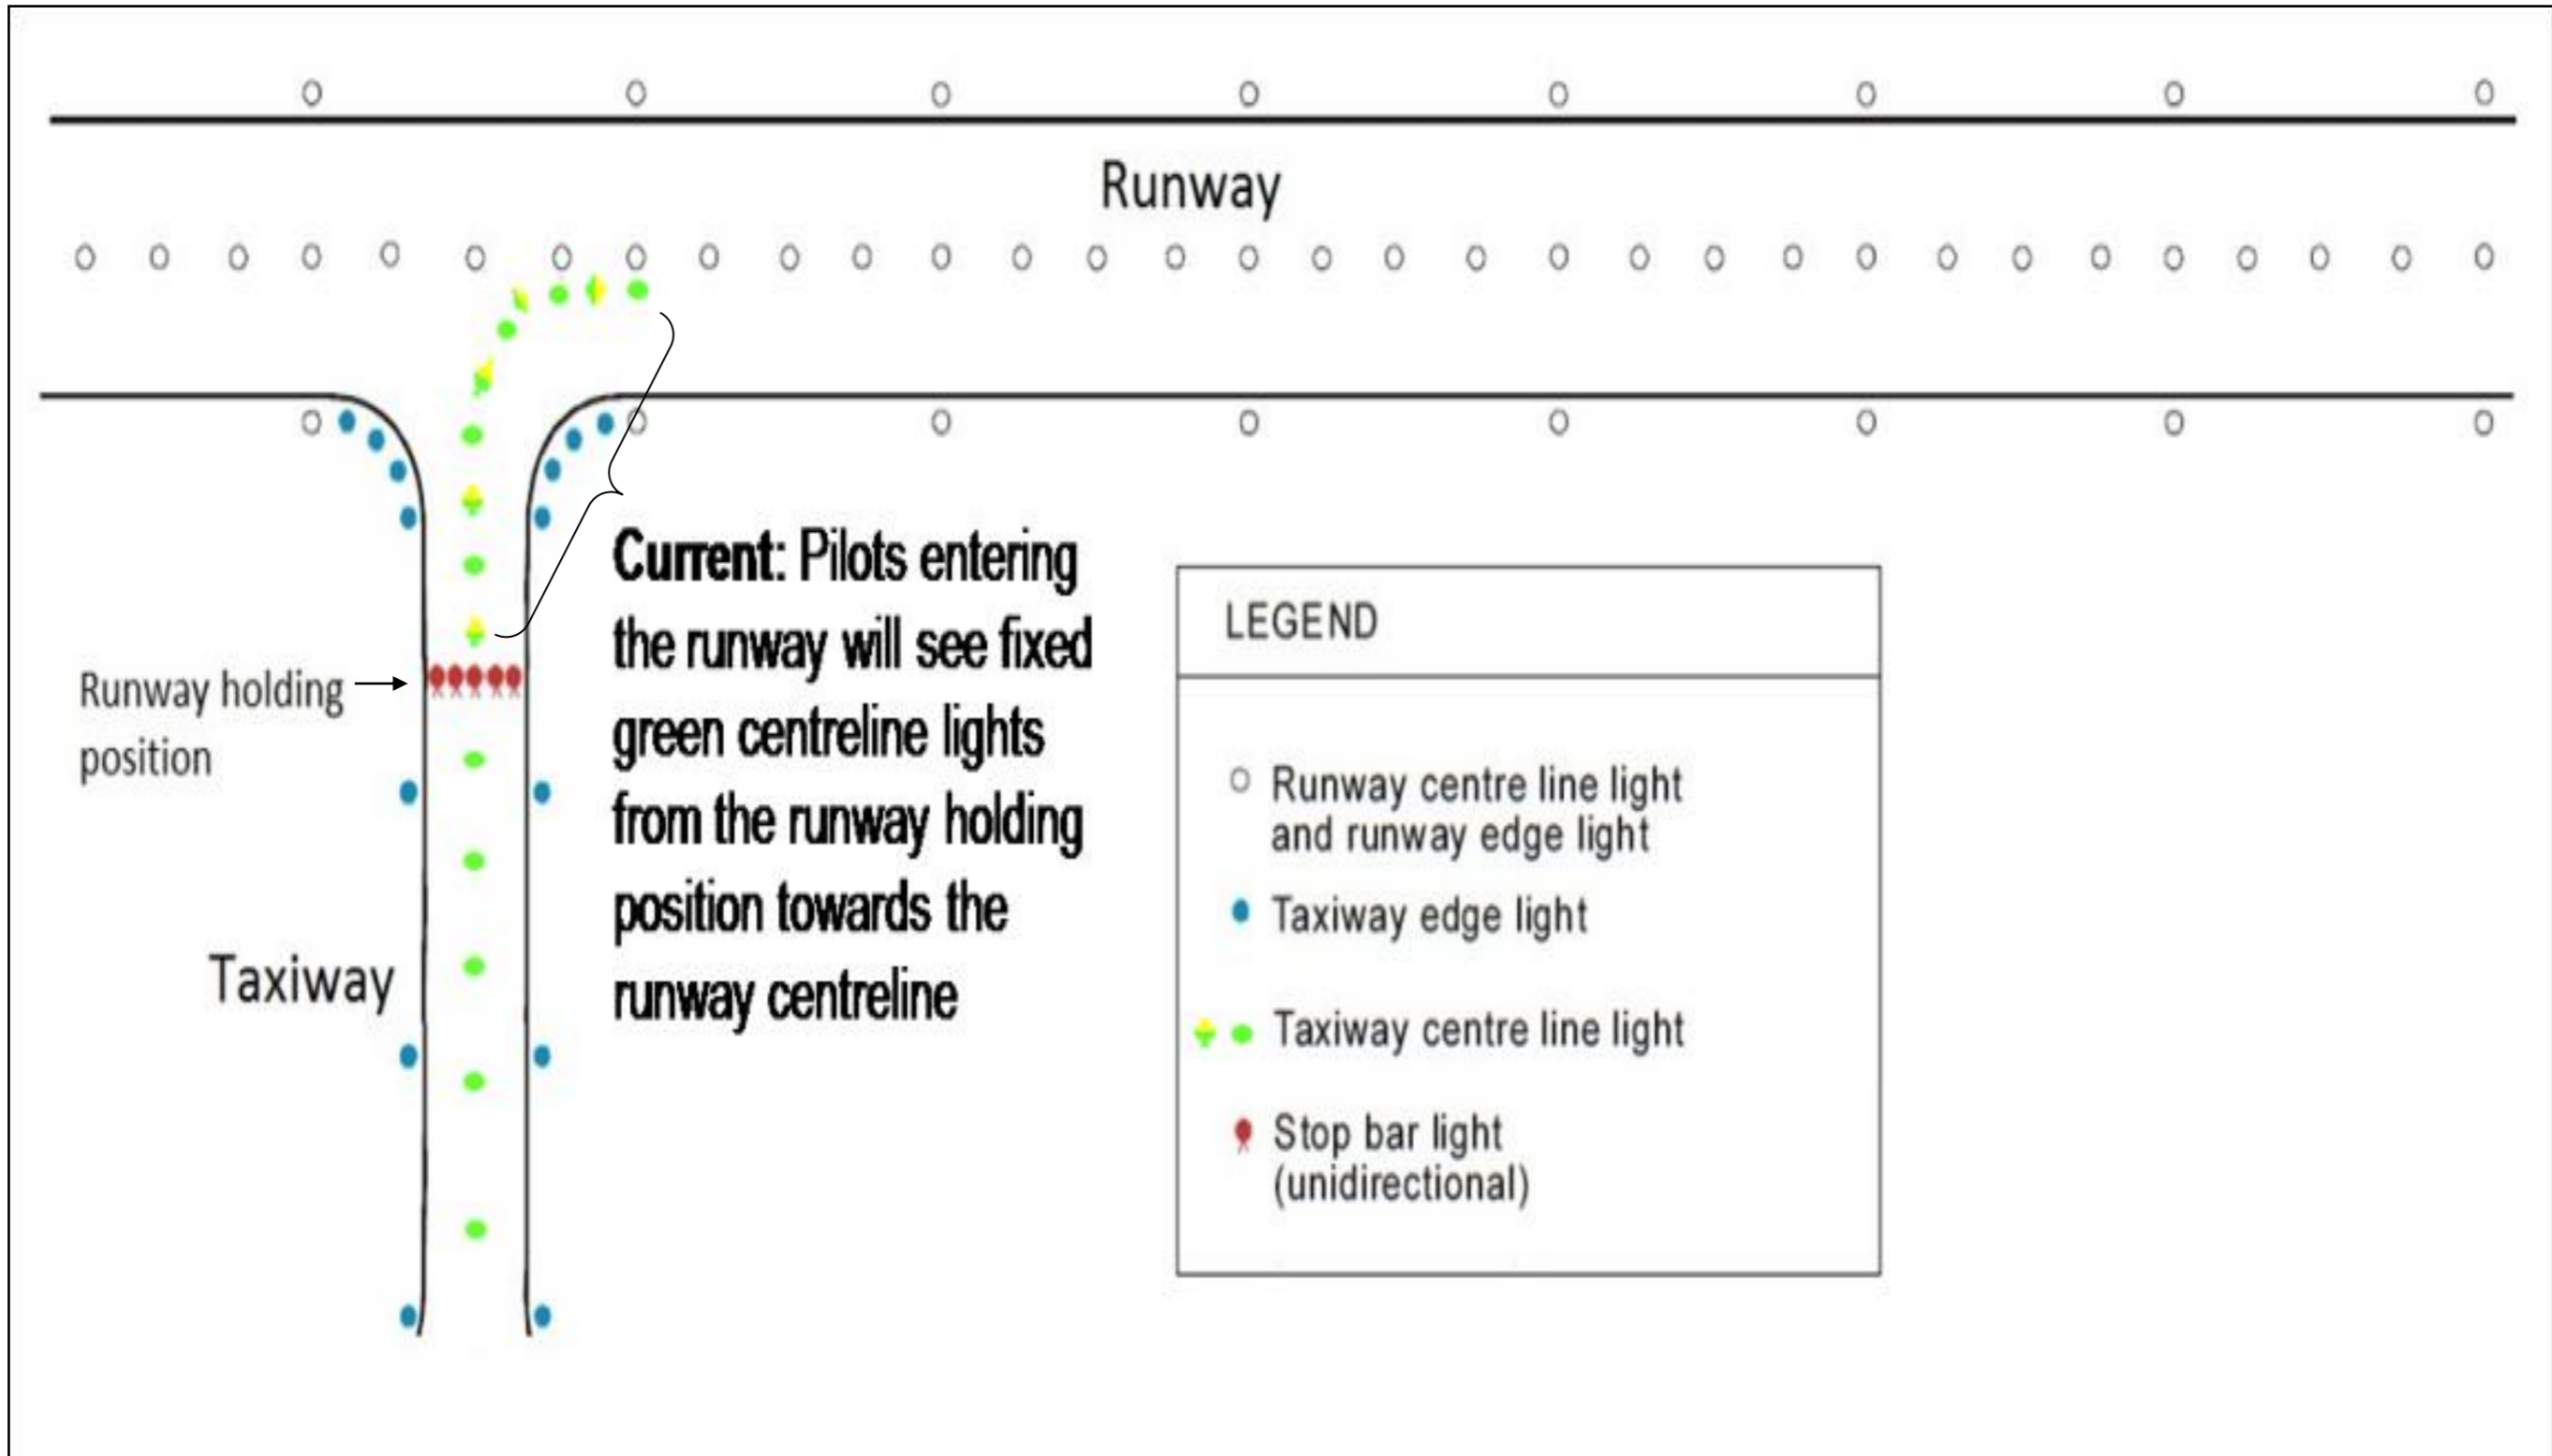 Runway
Current: Pilots entering
the runway will see fixed
green centreline lights
from the runway holding
position towards the
runway centreline
Runway holding
position
Taxiway
LEGEND
Runway centre line light
and runway edge light
Taxiway edge light
Taxiway centre line light
Stop bar light
(unidirectional)